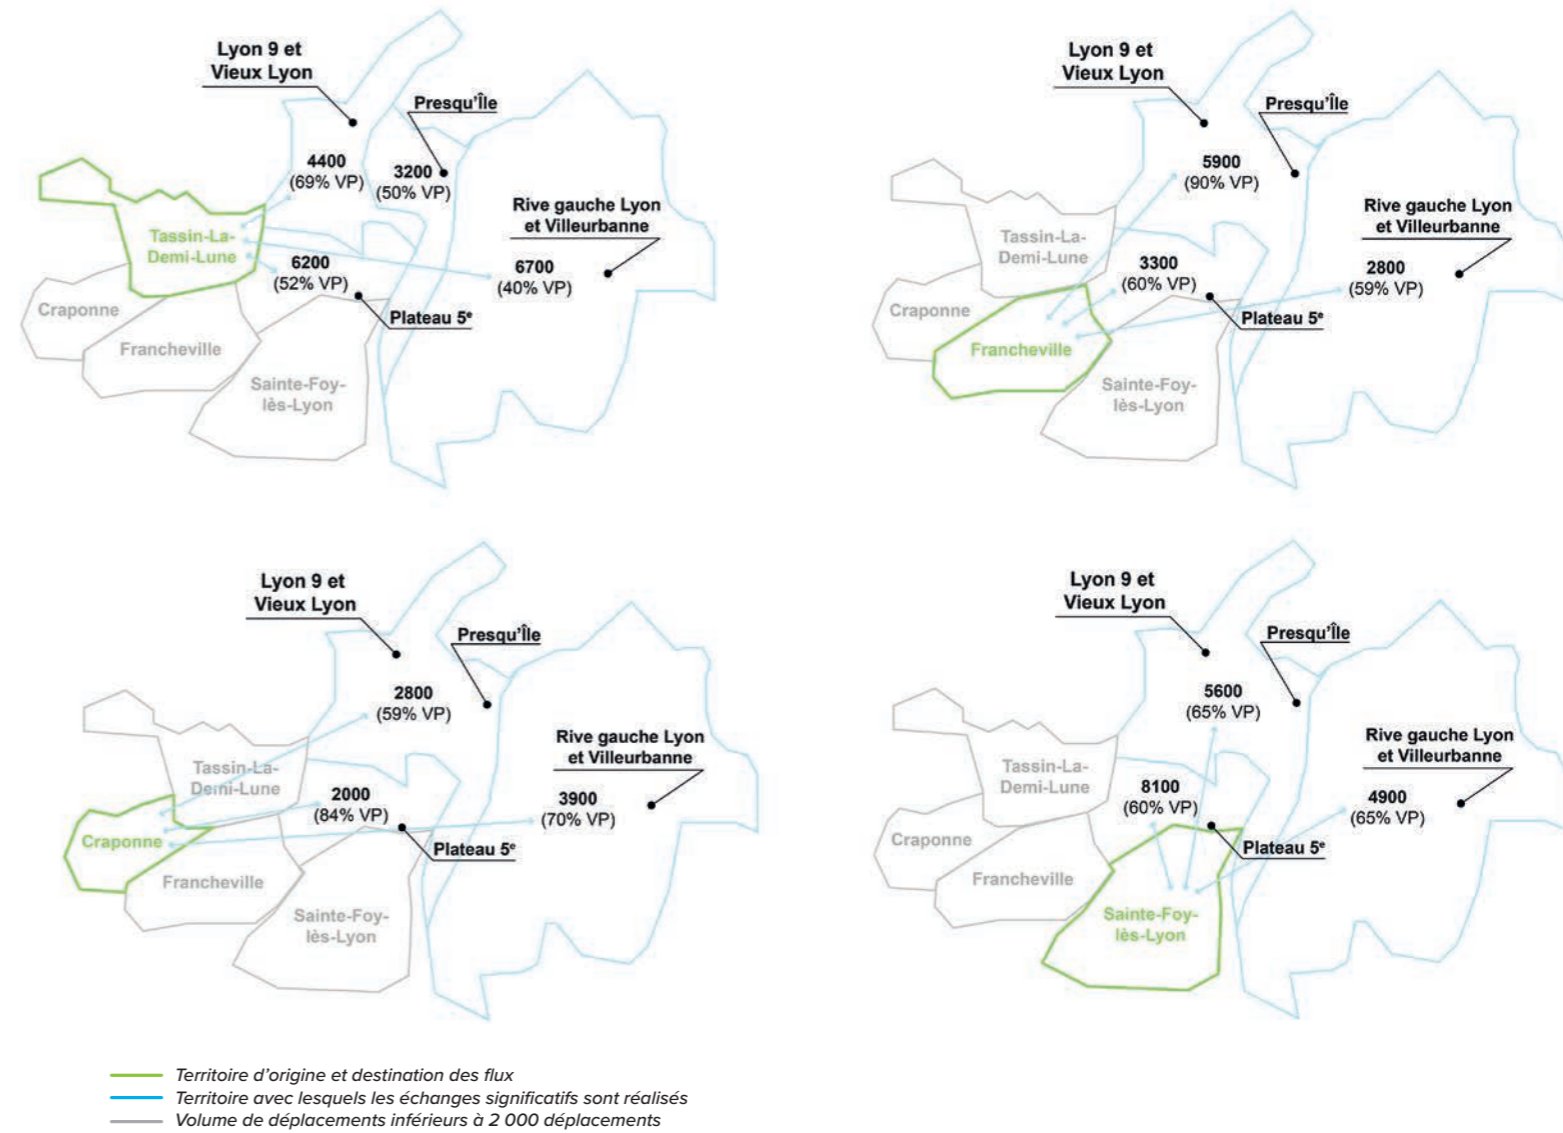 Lyon 9 et
Vieux Lyon
Presqu'Île
4400
(69% VP)
3200
(50% VP)
Rive gauche Lyon
et Villeurbanne
Tassin-La-
Demi-Lune
6200
(52% VP)
6700
(40% VP)
Craponne
Plateau 5e
Francheville
Sainte-Foy-
lès-Lyon
Lyon 9 et
Vieux Lyon
Presqu'Île
5900
(90% VP)
Rive gauche Lyon
et Villeurbanne
Tassin-La-
Demi-Lune
3300
(60% VP)
2800
(59% VP)
Craponne
Plateau 5e
Francheville
Sainte-Foy-
lès-Lyon
Lyon 9 et
Vieux Lyon
Presqu'Île
2800
(59% VP)
Rive gauche Lyon
et Villeurbanne
Tassin-La-
Demi-Lune
2000
(84% VP)
3900
(70% VP)
Craponne
Plateau 5e
Francheville
Sainte-Foy-
lès-Lyon
Lyon 9 et
Vieux Lyon
Presqu'Île
5600
(65% VP)
Rive gauche Lyon
et Villeurbanne
Tassin-La-
Demi-Lune
8100
(60% VP)
4900
(65% VP)
Craponne
Plateau 5e
Francheville
Sainte-Foy-
lès-Lyon
Territoire d'origine et destination des flux
Territoire avec lesquels les échanges significatifs sont réalisés
Volume de déplacements inférieurs à 2 000 déplacements